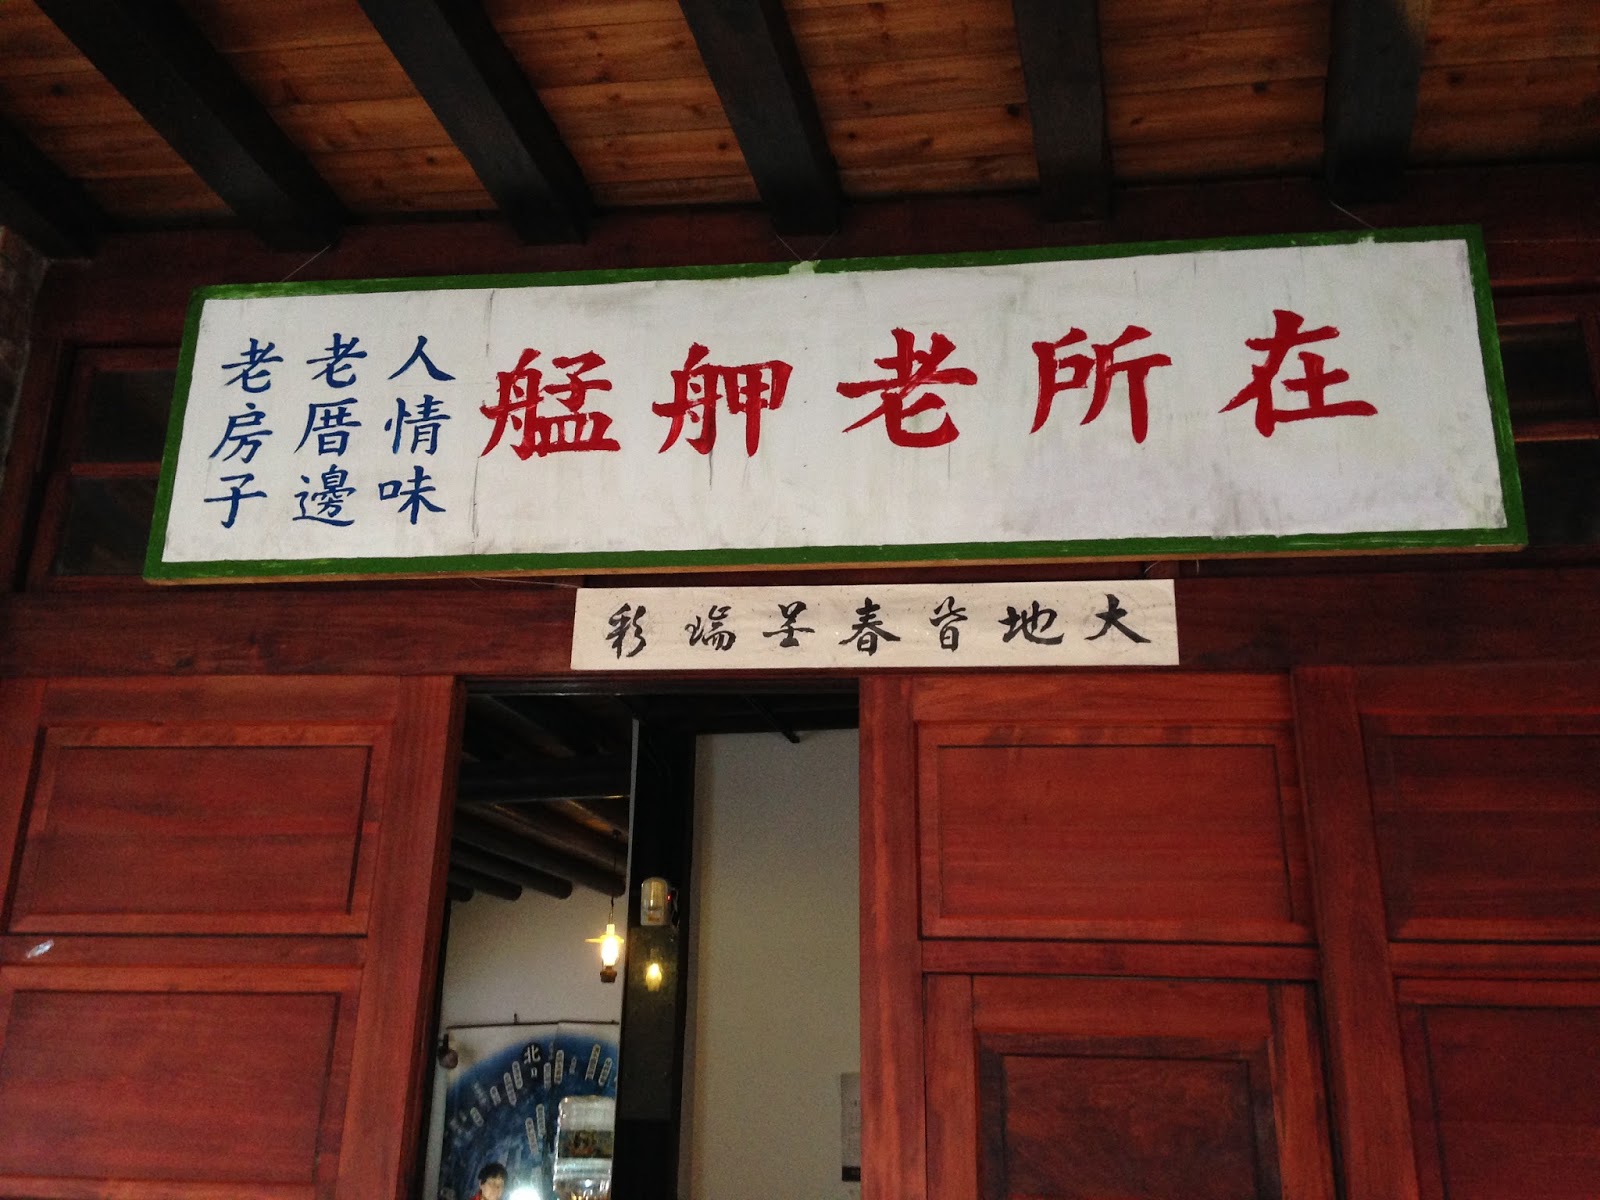 老房子
老厝邊
人情味
艋舺老所在
大地皆春呈瑞彩
北